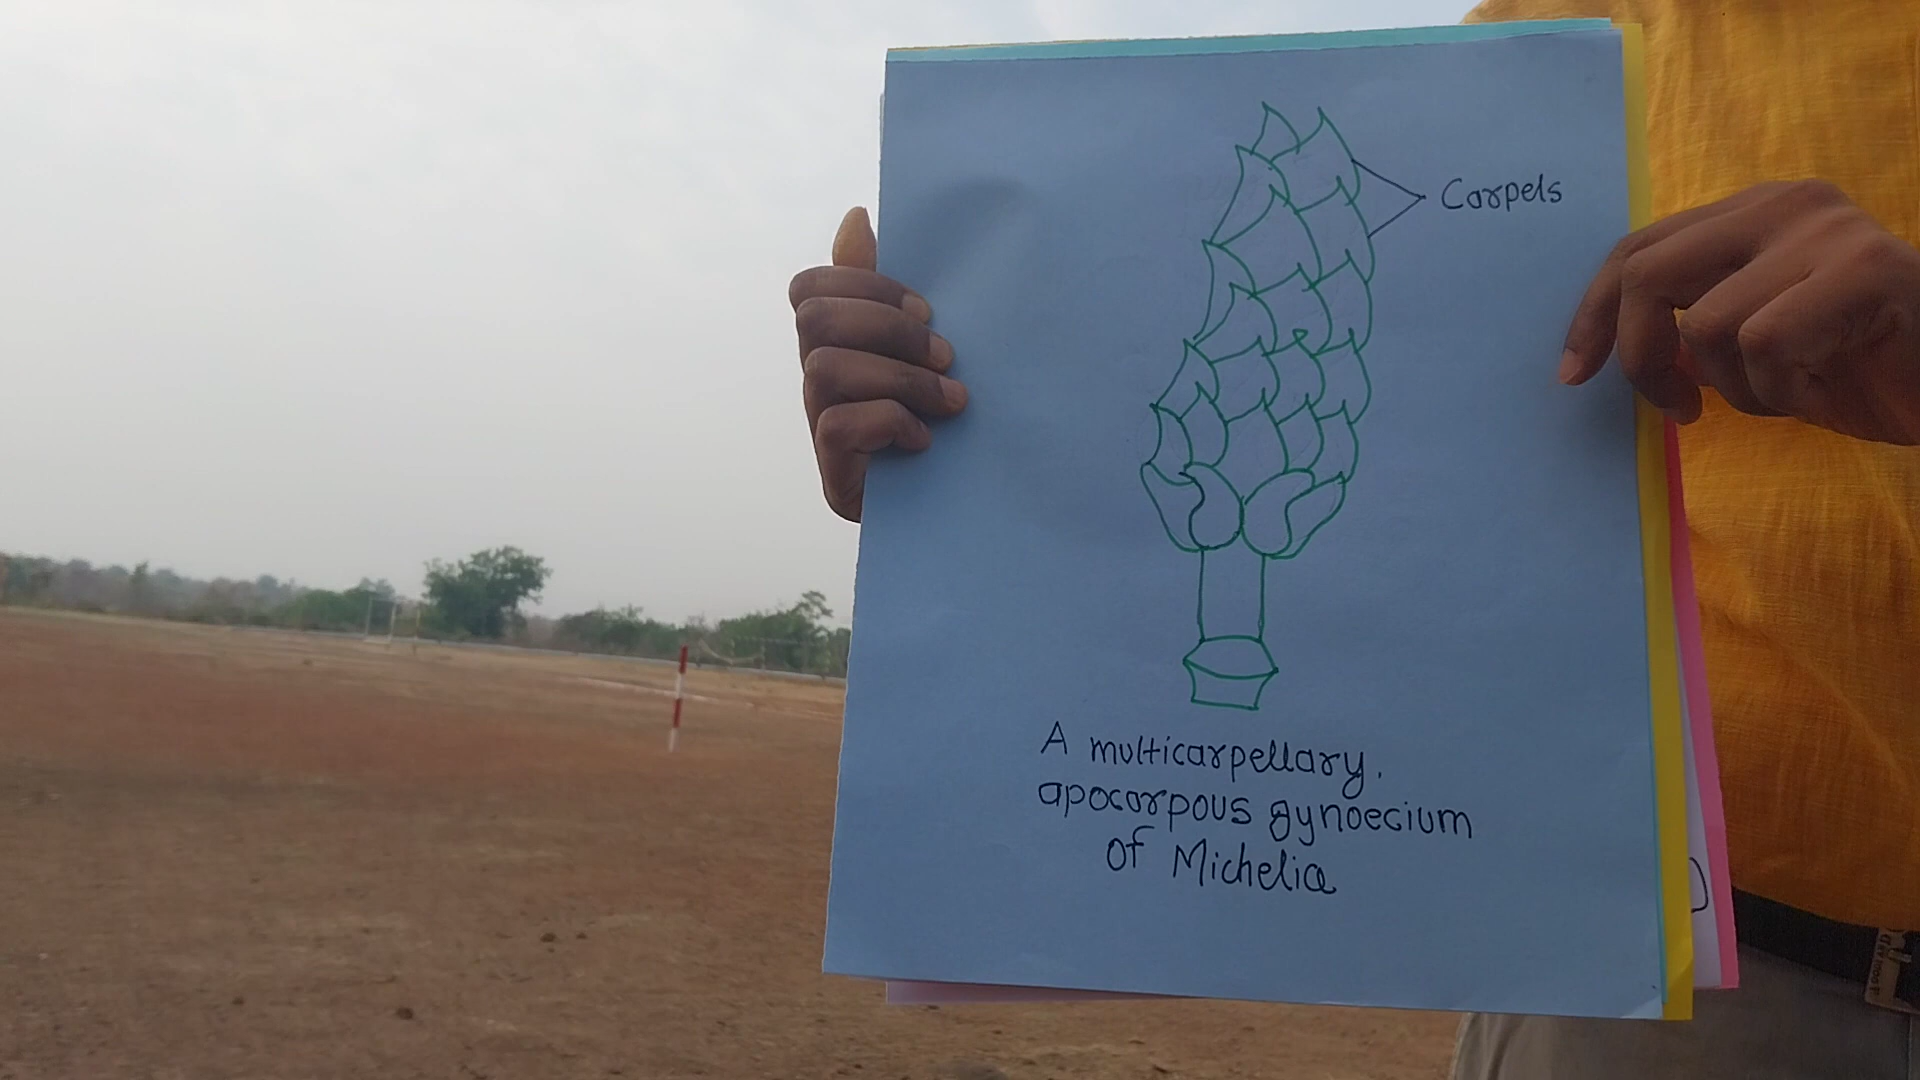 Carpels
A multicarpellary,
apocarpous gynoecium
of Michelia